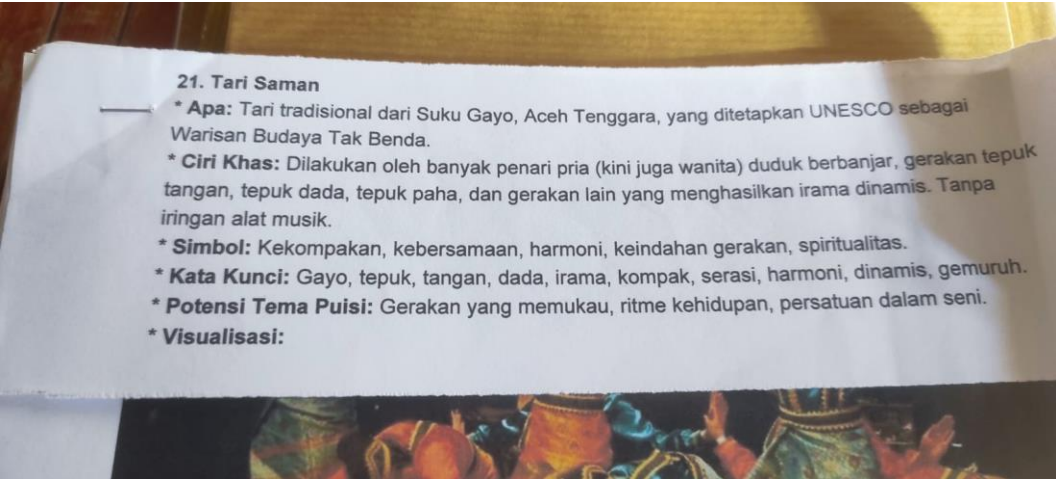 21. Tari Saman
* Apa: Tari tradisional dari Suku Gayo, Aceh Tenggara, yang ditetapkan UNESCO sebagai
Warisan Budaya Tak Benda.
* Ciri Khas: Dilakukan oleh banyak penari pria (kini juga wanita) duduk berbanjar, gerakan tepuk
tangan, tepuk dada, tepuk paha, dan gerakan lain yang menghasilkan irama dinamis. Tanpa
iringan alat musik.
* Simbol: Kekompakan, kebersamaan, harmoni, keindahan gerakan, spiritualitas.
* Kata Kunci: Gayo, tepuk, tangan, dada, irama, kompak, serasi, harmoni, dinamis, gemuruh.
* Potensi Tema Puisi: Gerakan yang memukau, ritme kehidupan, persatuan dalam seni.
* Visualisasi: